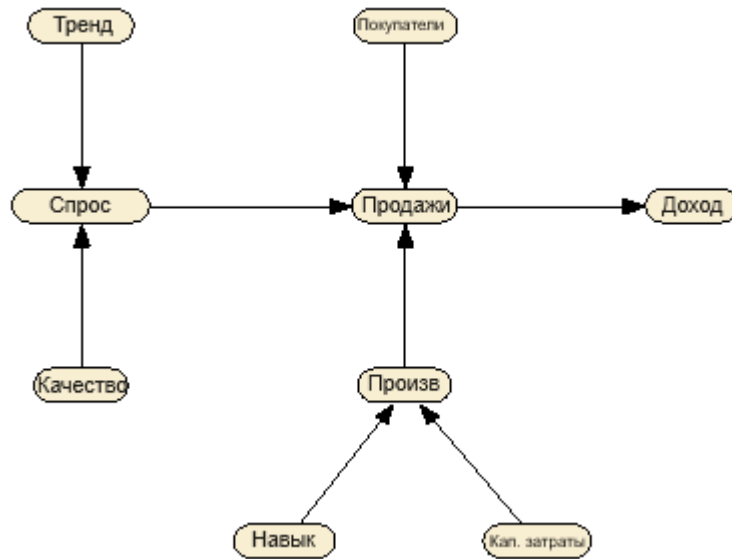 Тренд
Покупатели
Спрос
Продажи
Доход
Качество
Произв
Навык
Кап. затраты